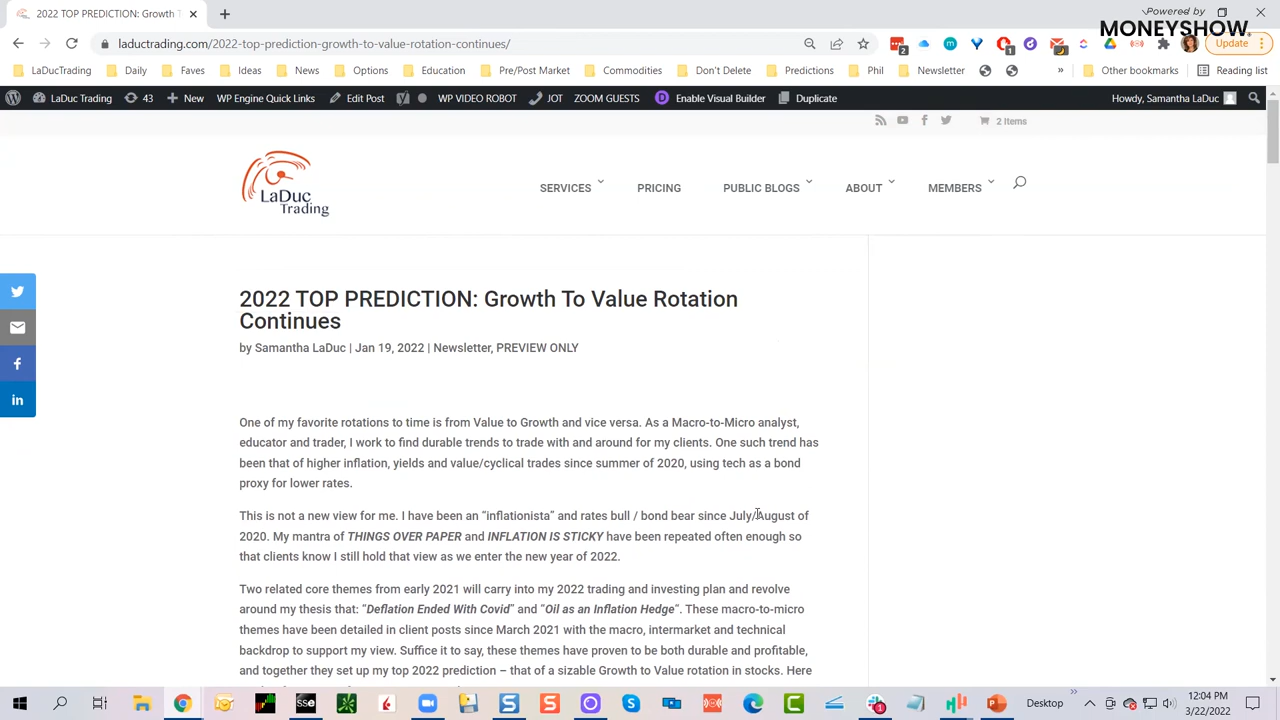 2022 TOP PREDICTION: Growth T
Powered by
MONEYSHOW
laductrading.com/2022-top-prediction-growth-to-value-rotation-continues/
Update
LaDucTrading Daily Faves Ideas News Options Education Pre/Post Market Commodities Don't Delete Predictions Phil Newsletter » Other bookmarks Reading list
LaDuc Trading 43 + New WP Engine Quick Links Edit Post WP VIDEO ROBOT JOT ZOOM GUESTS Enable Visual Builder Duplicate Howdy, Samantha LaDuc
2 Items
LaDuc
Trading
SERVICES PRICING PUBLIC BLOGS ABOUT MEMBERS
2022 TOP PREDICTION: Growth To Value Rotation
Continues
by Samantha LaDuc | Jan 19, 2022 | Newsletter, PREVIEW ONLY
One of my favorite rotations to time is from Value to Growth and vice versa. As a Macro-to-Micro analyst,
educator and trader, I work to find durable trends to trade with and around for my clients. One such trend has
been that of higher inflation, yields and value/cyclical trades since summer of 2020, using tech as a bond
proxy for lower rates.
This is not a new view for me. I have been an “inflationista” and rates bull / bond bear since July/August of
2020. My mantra of THINGS OVER PAPER and INFLATION IS STICKY have been repeated often enough so
that clients know I still hold that view as we enter the new year of 2022.
Two related core themes from early 2021 will carry into my 2022 trading and investing plan and revolve
around my thesis that: “Deflation Ended With Covid” and “Oil as an Inflation Hedge“. These macro-to-micro
themes have been detailed in client posts since March 2021 with the macro, intermarket and technical
backdrop to support my view. Suffice it to say, these themes have proven to be both durable and profitable,
and together they set up my top 2022 prediction – that of a sizable Growth to Value rotation in stocks. Here
Desktop
12:04 PM
3/22/2022